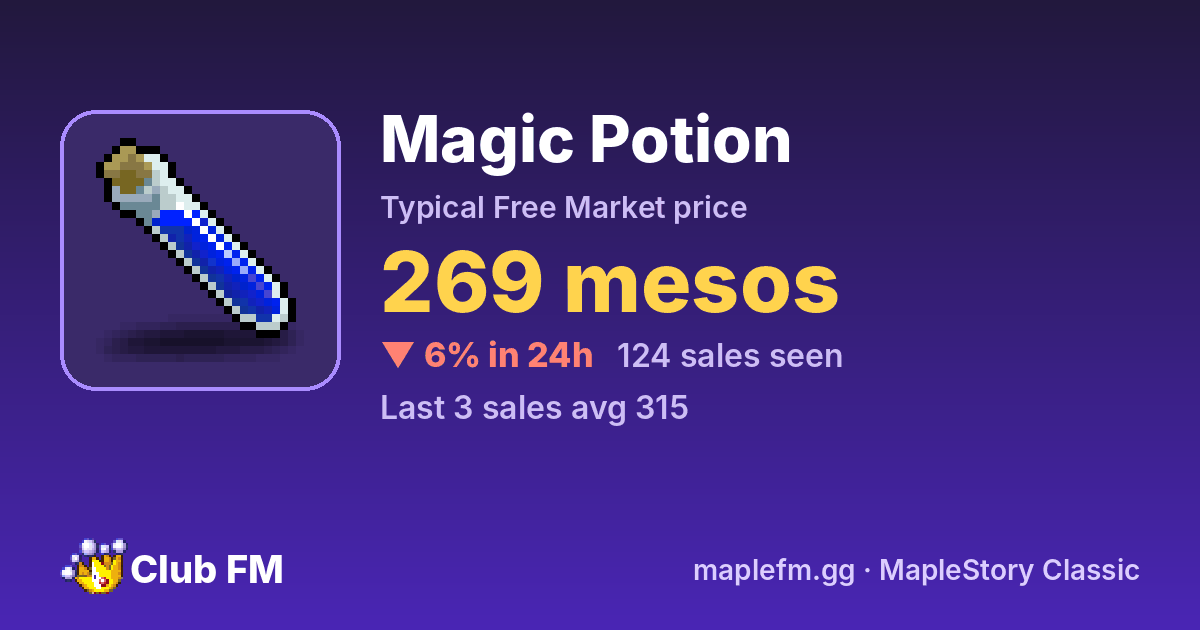 Magic Potion
Typical Free Market price
269 mesos
▼ 6% in 24h 124 sales seen
Last 3 sales avg 315
Club FM
maplefm.gg · MapleStory Classic